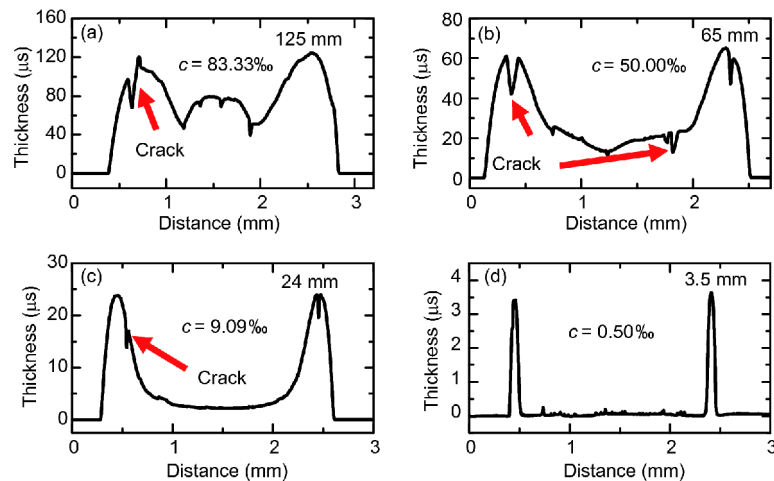 (a)
125 mm
c = 83.33‰
Crack
Thickness (μs)
160
120
80
40
0
0
1
2
3
Distance (mm)
(b)
65 mm
c = 50.00‰
Crack
Thickness (μs)
80
60
40
20
0
0
1
2
3
Distance (mm)
(c)
24 mm
c = 9.09‰
Crack
Thickness (μs)
30
20
10
0
0
1
2
3
Distance (mm)
(d)
3.5 mm
c = 0.50‰
Thickness (μs)
4
3
2
1
0
0
1
2
3
Distance (mm)